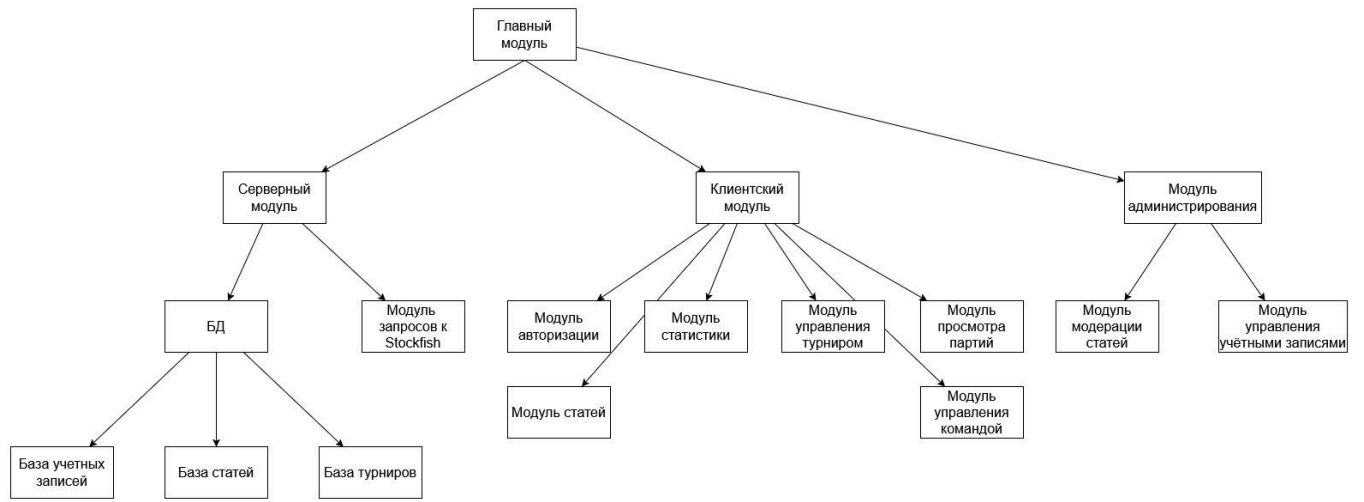 Главный
модуль
Серверный
модуль
Клиентский
модуль
Модуль
администрирования
БД
Модуль
запросов к
Stockfish
Модуль
авторизации
Модуль
статистики
Модуль
управления
турниром
Модуль
просмотра
партий
Модуль
модерации
статей
Модуль
управления
учётными записями
Модуль статей
Модуль
управления
командой
База учетных
записей
База статей
База турниров